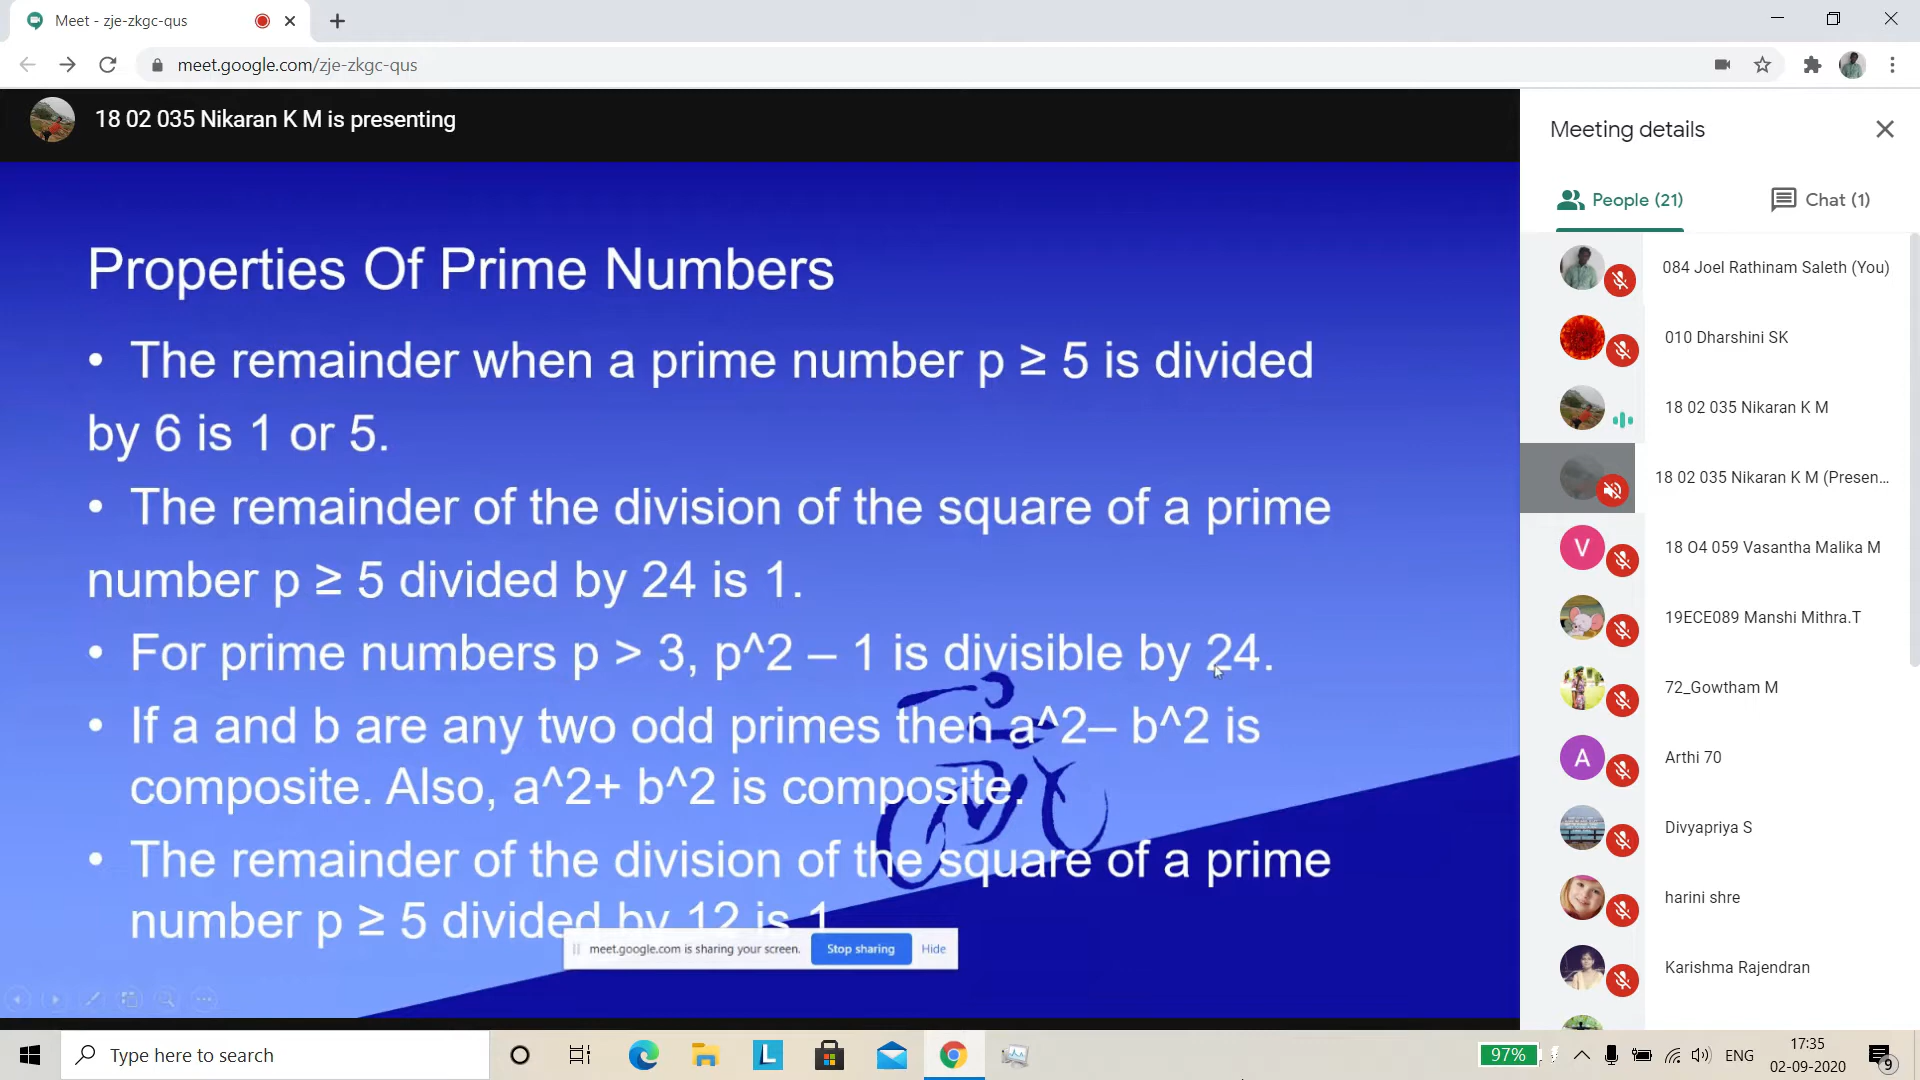 Meet - zje-zkgc-qus
meet.google.com/zje-zkgc-qus
18 02 035 Nikaran K M is presenting
Properties Of Prime Numbers
• The remainder when a prime number p ≥ 5 is divided
by 6 is 1 or 5.
• The remainder of the division of the square of a prime
number p ≥ 5 divided by 24 is 1.
• For prime numbers p > 3, p^2 – 1 is divisible by 24.
• If a and b are any two odd primes then a^2– b^2 is
composite. Also, a^2+ b^2 is composite.
• The remainder of the division of the square of a prime
number p ≥ 5 divided by 12 is 1
meet.google.com is sharing your screen. Stop sharing Hide
Meeting details
People (21) Chat (1)
084 Joel Rathinam Saleth (You)
010 Dharshini SK
18 02 035 Nikaran K M
18 02 035 Nikaran K M (Presen...
V
18 O4 059 Vasantha Malika M
19ECE089 Manshi Mithra.T
72_Gowtham M
A
Arthi 70
Divyapriya S
harini shre
Karishma Rajendran
Type here to search
L
97%
ENG
17:35
02-09-2020
9